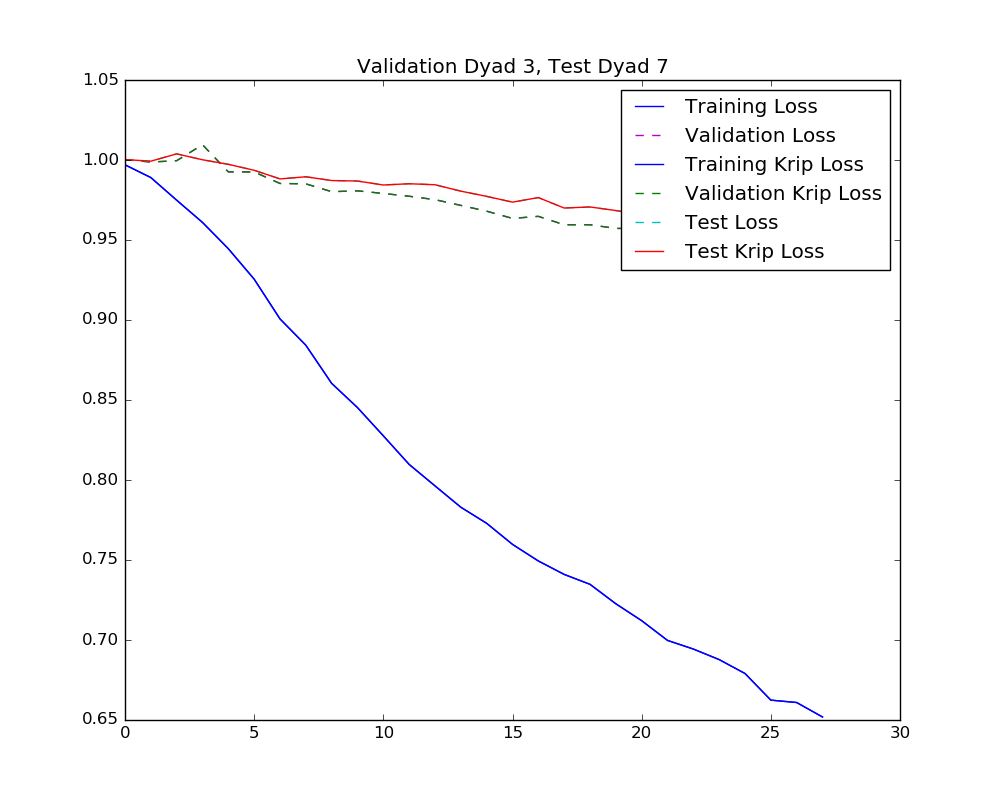 Validation Dyad 3, Test Dyad 7
1.05
1.00
0.95
0.90
0.85
0.80
0.75
0.70
0.65
0 5 10 15 20 25 30
Training Loss
Validation Loss
Training Krip Loss
Validation Krip Loss
Test Loss
Test Krip Loss